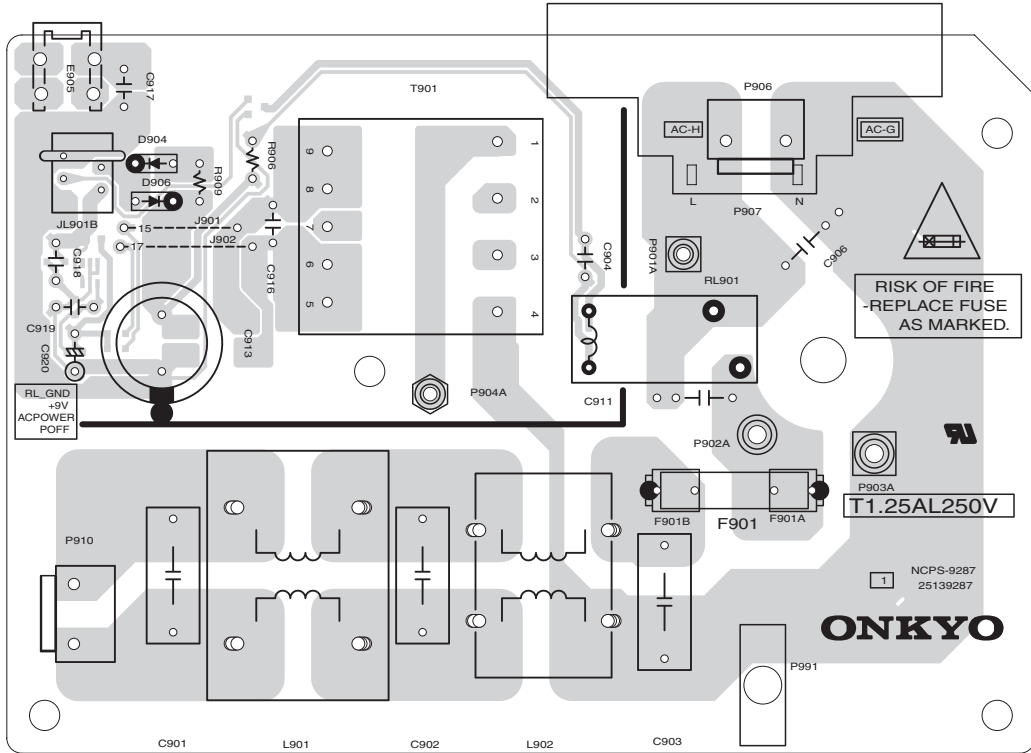 E905
C917
T901
P906
AC-H
AC-G
D904
R906
R909
D906
9
8
7
6
5
1
2
3
4
L
N
P907
JL901B
15
J901
17
J902
C918
C916
C904
P901A
C906
RL901
RISK OF FIRE
-REPLACE FUSE
AS MARKED.
C919
C920
C913
RL_GND
+9V
ACPOWER
POFF
P904A
C911
P902A
P903A
T1.25AL250V
F901B
F901
F901A
P910
NCPS-9287
1
25139287
ONKYO
P991
C901
L901
C902
L902
C903